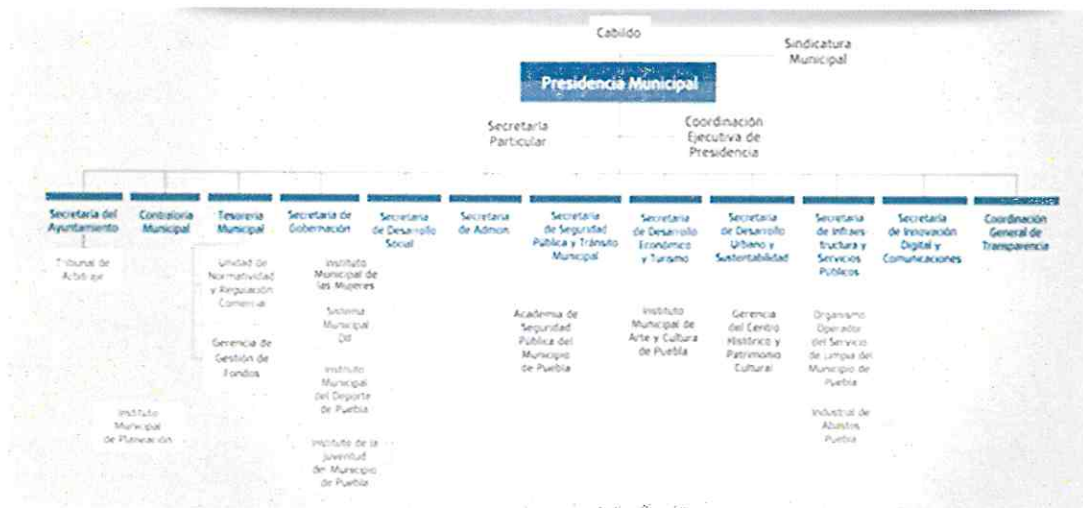 Cabildo
Sindicatura
Municipal
Presidencia Municipal
Secretaría
Particular
Coordinación
Ejecutiva de
Presidencia
Secretaría del
Ayuntamiento
Contraloría
Municipal
Tesorería
Municipal
Secretaría de
Gobernación
Secretaría
de Desarrollo
Social
Secretaría
de Admon
Secretaría
de Seguridad
Pública y Tránsito
Municipal
Secretaría
de Desarrollo
Económico
y Turismo
Secretaría
de Desarrollo
Urbano y
Sustentabilidad
Secretaría
de Infraes
tructura y
Servicios
Públicos
Secretaría
de Innovación
Digital y
Comunicaciones
Coordinación
General de
Transparencia
Tribunal de
Arbitraje
Unidad de
Normatividad
y Regulación
Comercial
Gerencia de
Gestión de
Fondos
Instituto
Municipal de
las Mujeres
Sistema
Municipal
Dif
Instituto
Municipal
del Deporte
de Puebla
Instituto de la
Juventud
del Municipio
de Puebla
Academia de
Seguridad
Pública del
Municipio
de Puebla
Instituto
Municipal de
Arte y Cultura
de Puebla
Gerencia
del Centro
Histórico y
Patrimonio
Cultural
Organismo
Operador
del Servicio
de Limpia del
Municipio de
Puebla
Industrial de
Abastos
Puebla
Instituto
Municipal
de Planeación